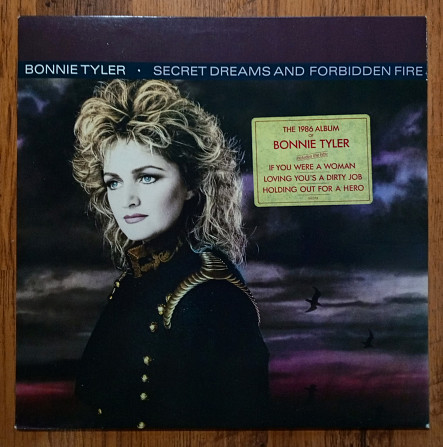 BONNIE TYLER · SECRET DREAMS AND FORBIDDEN FIRE
THE 1986 ALBUM
OF
BONNIE TYLER
IF YOU WERE A WOMAN
LOVING YOU'S A DIRTY JOB
HOLDING OUT FOR A HERO